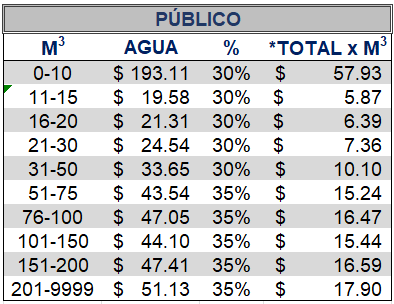 PÚBLICO
M3 AGUA % *TOTAL x M3
0-10 $ 193.11 30% $ 57.93
11-15 $ 19.58 30% $ 5.87
16-20 $ 21.31 30% $ 6.39
21-30 $ 24.54 30% $ 7.36
31-50 $ 33.65 30% $ 10.10
51-75 $ 43.54 35% $ 15.24
76-100 $ 47.05 35% $ 16.47
101-150 $ 44.10 35% $ 15.44
151-200 $ 47.41 35% $ 16.59
201-9999 $ 51.13 35% $ 17.90